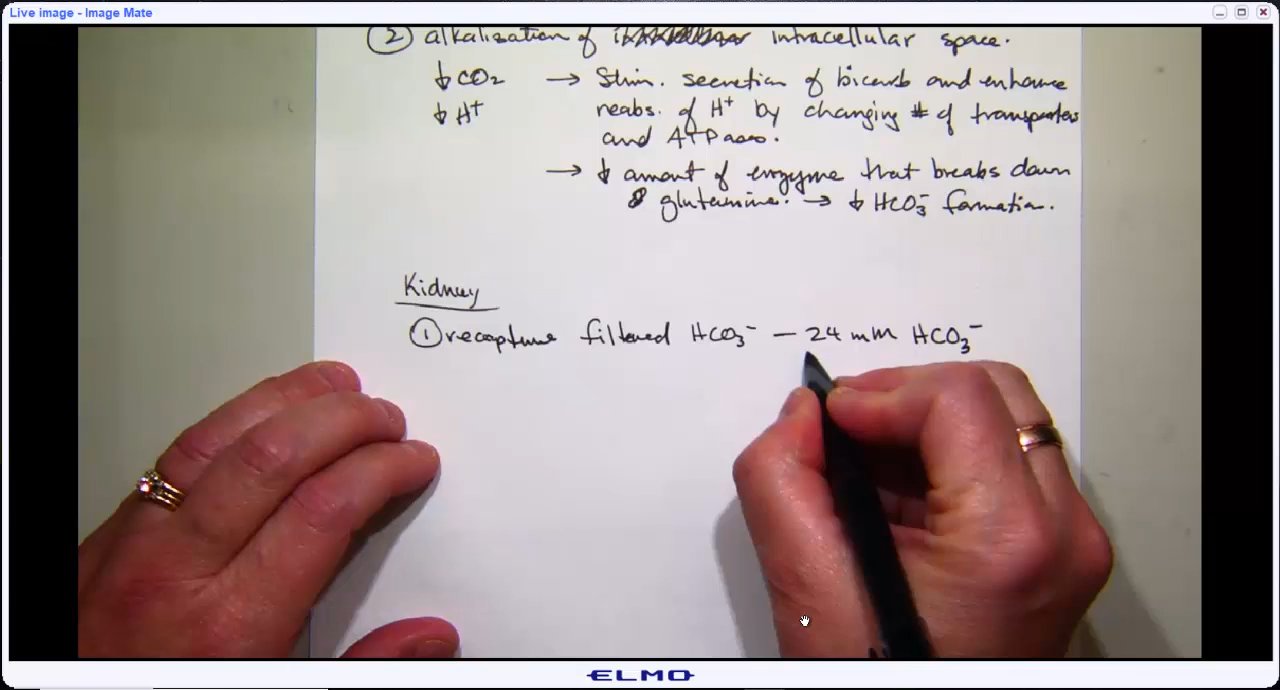 Live image - Image Mate
② alkalization of intracellular space.
↓ CO₂ → Stim. secretion of bicarb and enhance
↓ H⁺ reabs. of H⁺ by changing # of transporters
and ATPases.
→ ↓ amount of enzyme that breaks down
glutamine. → ↓ HCO₃⁻ formation.
Kidney
① recapture filtered HCO₃⁻ — 24 mM HCO₃⁻
ELMO